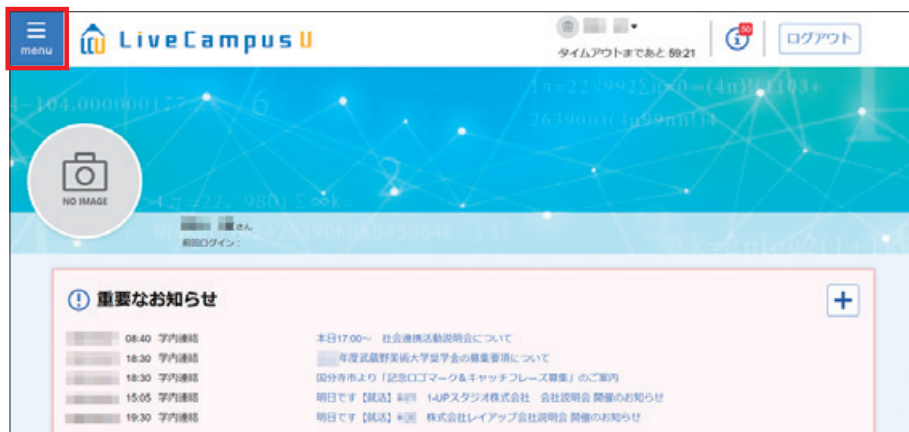 menu
LiveCampusU
タイムアウトまであと 59:21
50
ログアウト
NO IMAGE
さん
前回ログイン:
重要なお知らせ
08:40 学内連絡 本日17:00~ 社会連携活動説明会について
18:30 学内連絡 年度武蔵野美術大学奨学金の募集要項について
18:30 学内連絡 国分寺市より「記念ロゴマーク&キャッチフレーズ募集」のご案内
15:05 学内連絡 明日です【就活】 1-UPスタジオ株式会社 会社説明会 開催のお知らせ
19:30 学内連絡 明日です【就活】 株式会社レイアップ会社説明会 開催のお知らせ